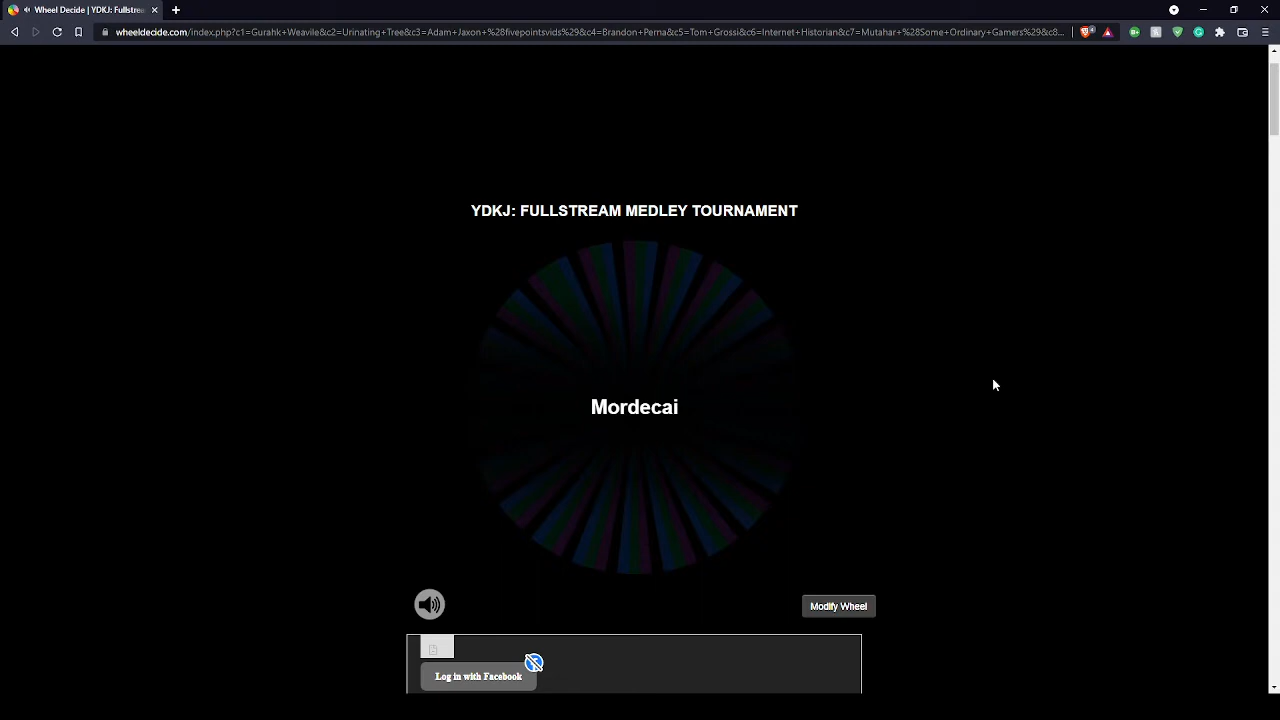 Wheel Decide | YDKJ: Fullstrea
wheeldecide.com/index.php?c1=Gurahk+Weavile&c2=Urinating+Tree&c3=Adam+Jaxon+%28fivepointsvids%29&c4=Brandon+Perna&c5=Tom+Grossi&c6=Internet+Historian&c7=Mutahar+%28Some+Ordinary+Gamers%29&c8...
YDKJ: FULLSTREAM MEDLEY TOURNAMENT
Mordecai
Modify Wheel
Log in with Facebook